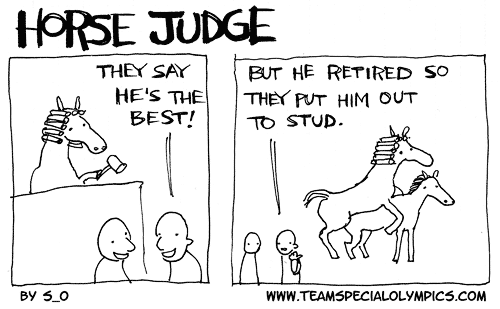 HORSE JUDGE
THEY SAY
HE'S THE
BEST!
BUT HE RETIRED SO
THEY PUT HIM OUT
TO STUD.
BY S_O
WWW.TEAMSPECIALOLYMPICS.COM